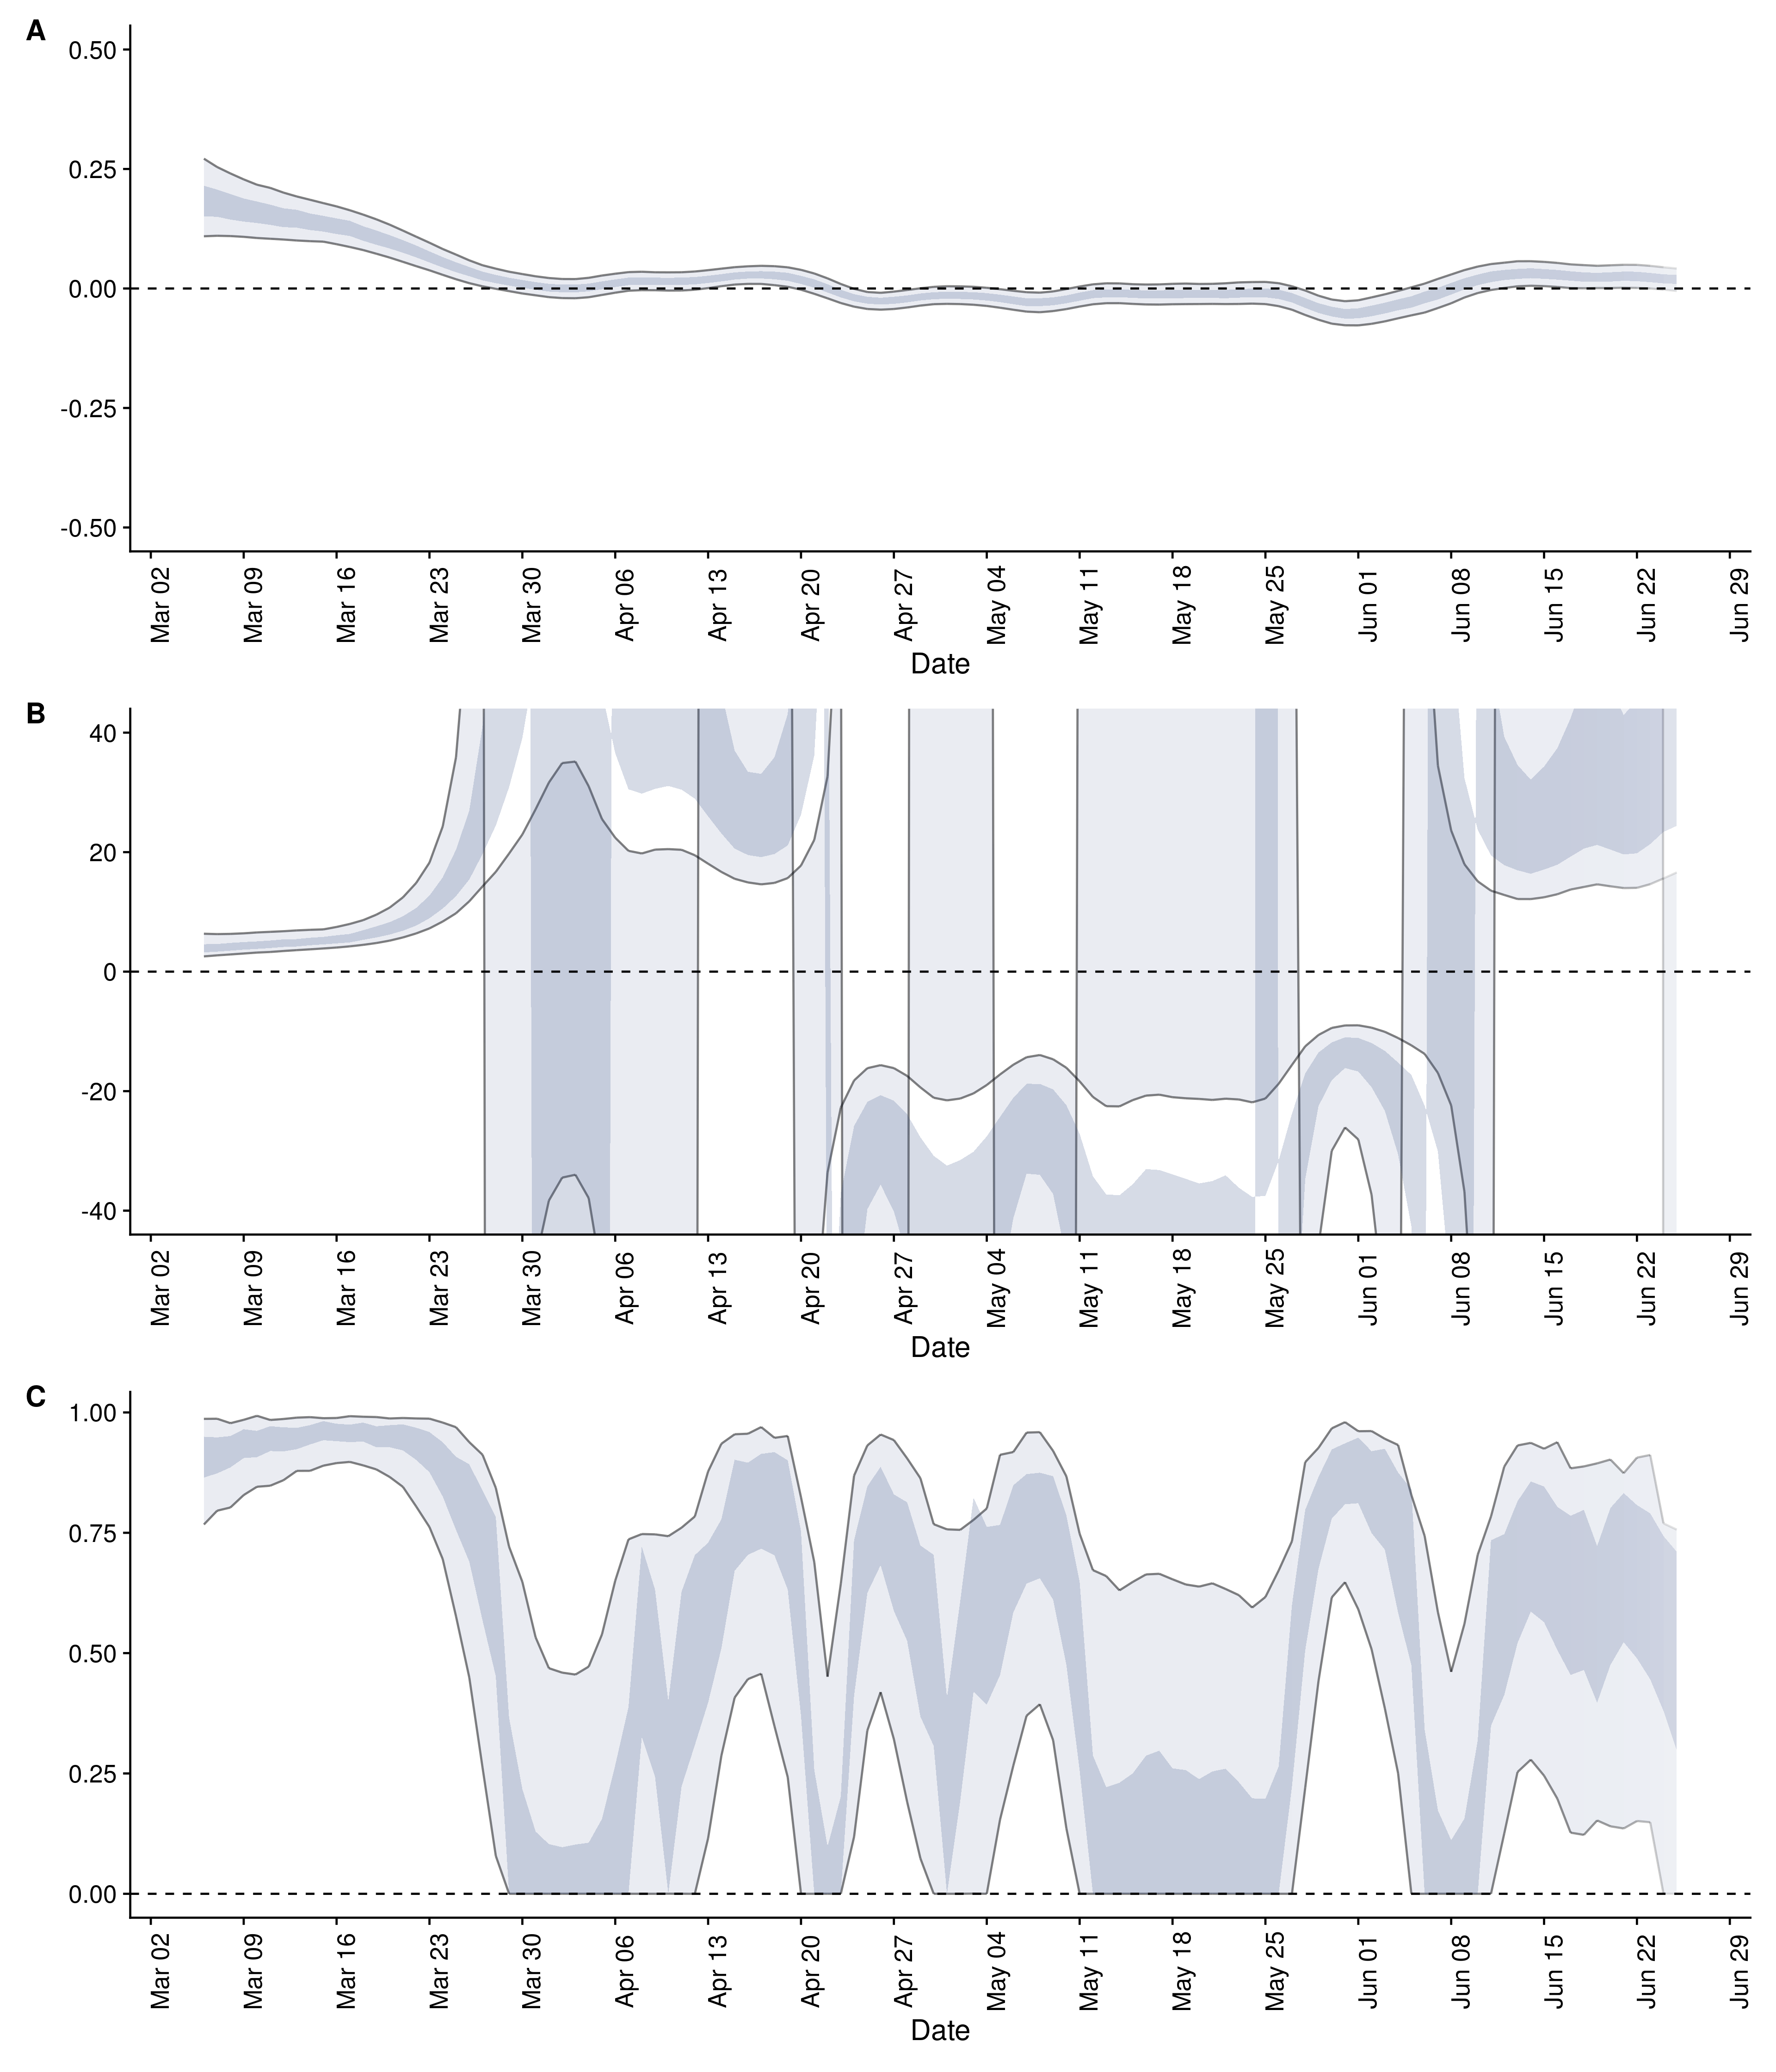 A
0.50
0.25
0.00
-0.25
-0.50
Mar 02
Mar 09
Mar 16
Mar 23
Mar 30
Apr 06
Apr 13
Apr 20
Apr 27
May 04
May 11
May 18
May 25
Jun 01
Jun 08
Jun 15
Jun 22
Jun 29
Date
B
40
20
0
-20
-40
Mar 02
Mar 09
Mar 16
Mar 23
Mar 30
Apr 06
Apr 13
Apr 20
Apr 27
May 04
May 11
May 18
May 25
Jun 01
Jun 08
Jun 15
Jun 22
Jun 29
Date
C
1.00
0.75
0.50
0.25
0.00
Mar 02
Mar 09
Mar 16
Mar 23
Mar 30
Apr 06
Apr 13
Apr 20
Apr 27
May 04
May 11
May 18
May 25
Jun 01
Jun 08
Jun 15
Jun 22
Jun 29
Date